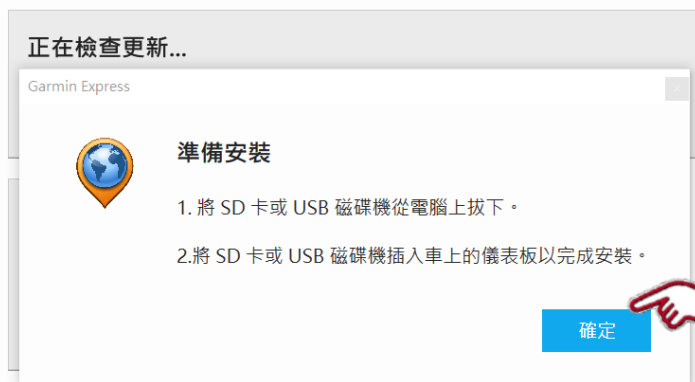 正在檢查更新...
Garmin Express
準備安裝
1. 將 SD 卡或 USB 磁碟機從電腦上拔下。
2.將 SD 卡或 USB 磁碟機插入車上的儀表板以完成安裝。
確定